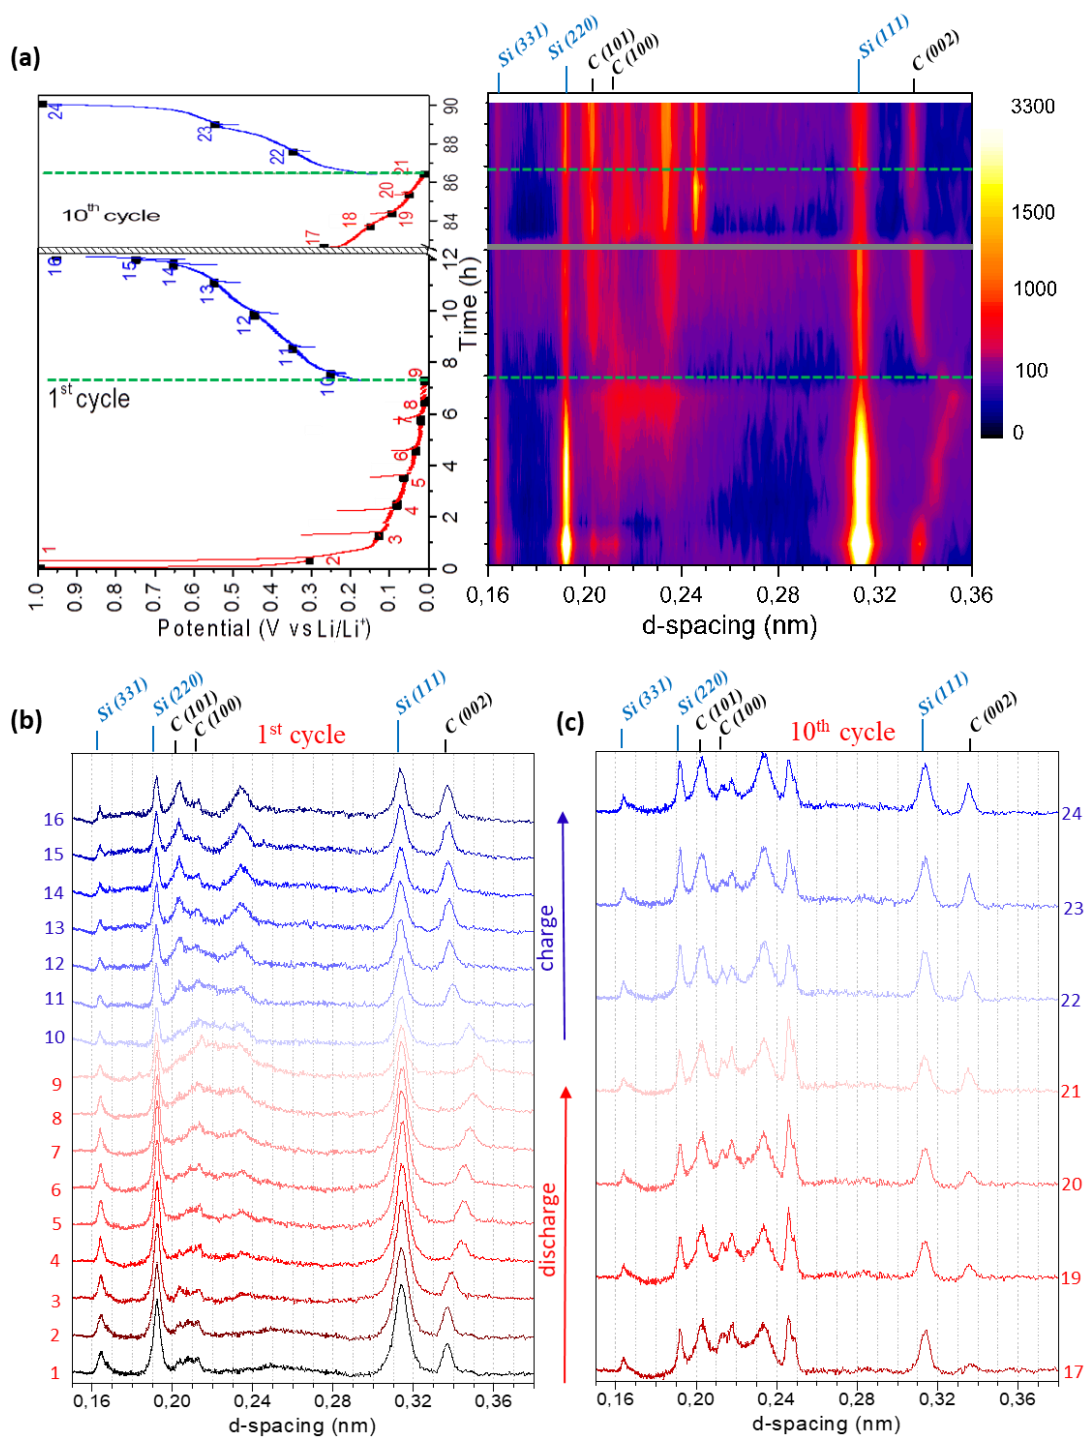 (a)
Si (331)
Si (220)
C (101)
C (100)
Si (111)
C (002)
24
23
22
21
20
19
18
17
10th cycle
90
88
86
84
12
10
8
6
4
2
0
Time (h)
16
15
14
13
12
11
10
9
8
7
6
5
4
3
2
1
1st cycle
1.0 0.9 0.8 0.7 0.6 0.5 0.4 0.3 0.2 0.1 0.0
Potential (V vs Li/Li+)
3300
1500
1000
100
0
0,16 0,20 0,24 0,28 0,32 0,36
d-spacing (nm)
(b)
Si (331)
Si (220)
C (101)
C (100)
1st cycle
Si (111)
C (002)
16
15
14
13
12
11
10
9
8
7
6
5
4
3
2
1
charge
discharge
0,16 0,20 0,24 0,28 0,32 0,36
d-spacing (nm)
(c)
Si (331)
Si (220)
C (101)
C (100)
10th cycle
Si (111)
C (002)
24
23
22
21
20
19
17
0,16 0,20 0,24 0,28 0,32 0,36
d-spacing (nm)